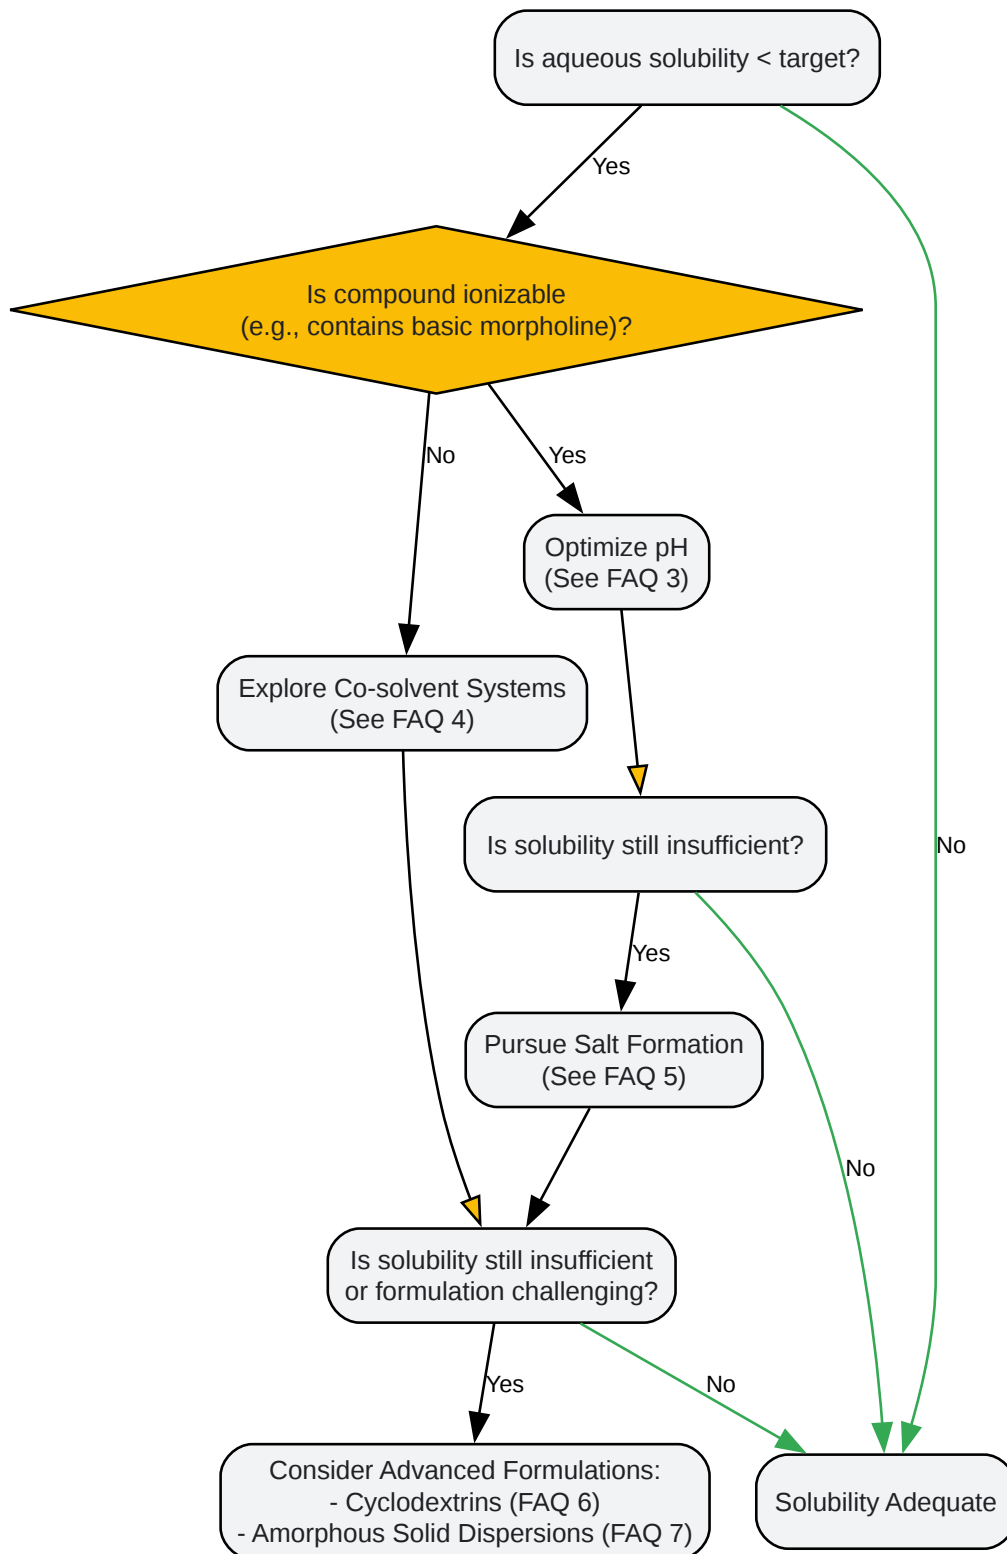 Is aqueous solubility < target?
Yes
Is compound ionizable
(e.g., contains basic morpholine)?
No
Yes
Optimize pH
(See FAQ 3)
Explore Co-solvent Systems
(See FAQ 4)
Is solubility still insufficient?
No
Yes
Pursue Salt Formation
(See FAQ 5)
No
Is solubility still insufficient
or formulation challenging?
Yes
No
Consider Advanced Formulations:
- Cyclodextrins (FAQ 6)
- Amorphous Solid Dispersions (FAQ 7)
Solubility Adequate